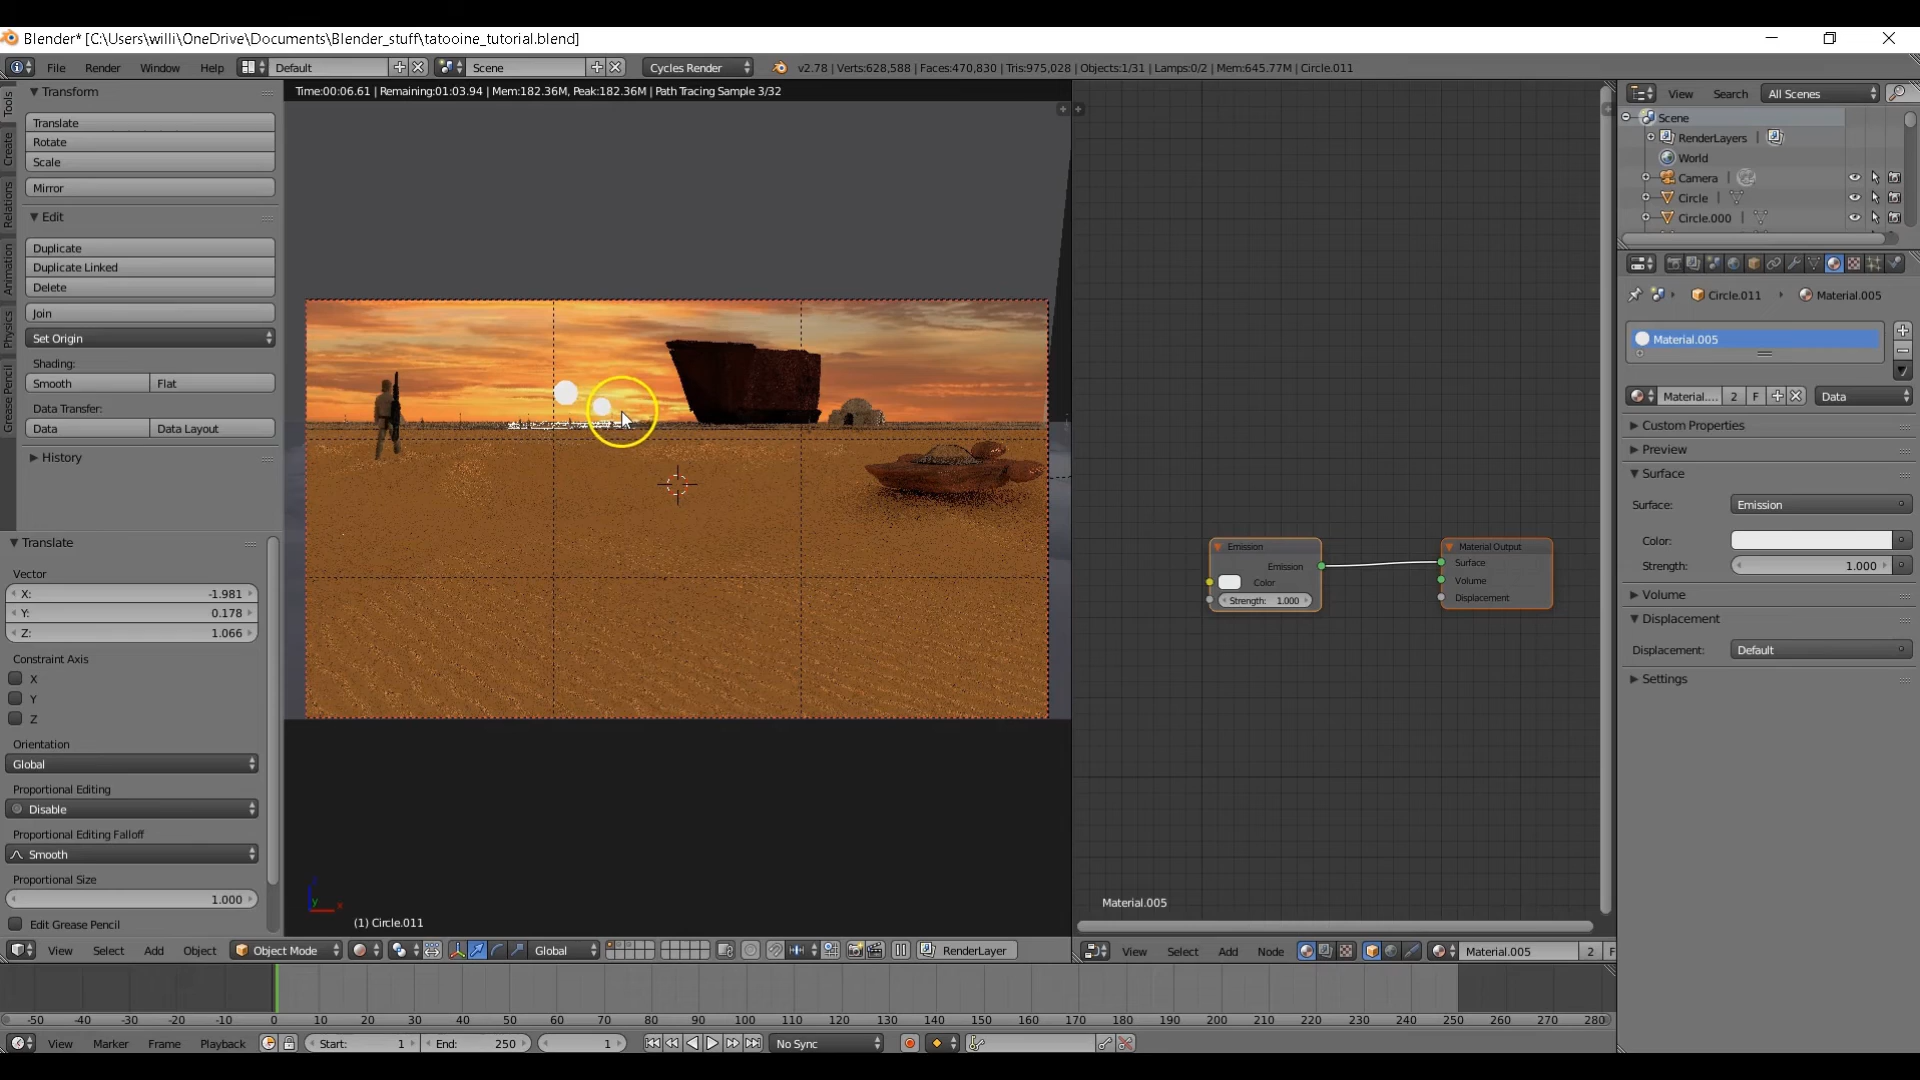 Blender* [C:\Users\willi\OneDrive\Documents\Blender_stuff\tatooine_tutorial.blend]
File Render Window Help Default Scene Cycles Render v2.78 | Verts:628,588 | Faces:470,830 | Tris:975,028 | Objects:1/31 | Lamps:0/2 | Mem:645.77M | Circle.011
Time:00:06.61 | Remaining:01:03.94 | Mem:182.36M, Peak:182.36M | Path Tracing Sample 3/32
Tools
Create
Relations
Animation
Physics
Grease Pencil
Transform
Translate
Rotate
Scale
Mirror
Edit
Duplicate
Duplicate Linked
Delete
Join
Set Origin
Shading:
Smooth Flat
Data Transfer:
Data Data Layout
History
Translate
Vector
X: -1.981
Y: 0.178
Z: 1.066
Constraint Axis
X
Y
Z
Orientation
Global
Proportional Editing
Disable
Proportional Editing Falloff
Smooth
Proportional Size
1.000
Edit Grease Pencil
(1) Circle.011
View Select Add Object Object Mode Global RenderLayer
Emission
Emission
Color
Strength: 1.000
Material Output
Surface
Volume
Displacement
Material.005
View Select Add Node Material.005 2 F
View Search All Scenes
Scene
RenderLayers |
World
Camera |
Circle |
Circle.000 |
Circle.011 Material.005
Material.005
Material.... 2 F Data
Custom Properties
Preview
Surface
Surface: Emission
Color:
Strength: 1.000
Volume
Displacement
Displacement: Default
Settings
-50 -40 -30 -20 -10 0 10 20 30 40 50 60 70 80 90 100 110 120 130 140 150 160 170 180 190 200 210 220 230 240 250 260 270 280
View Marker Frame Playback Start: 1 End: 250 1 No Sync